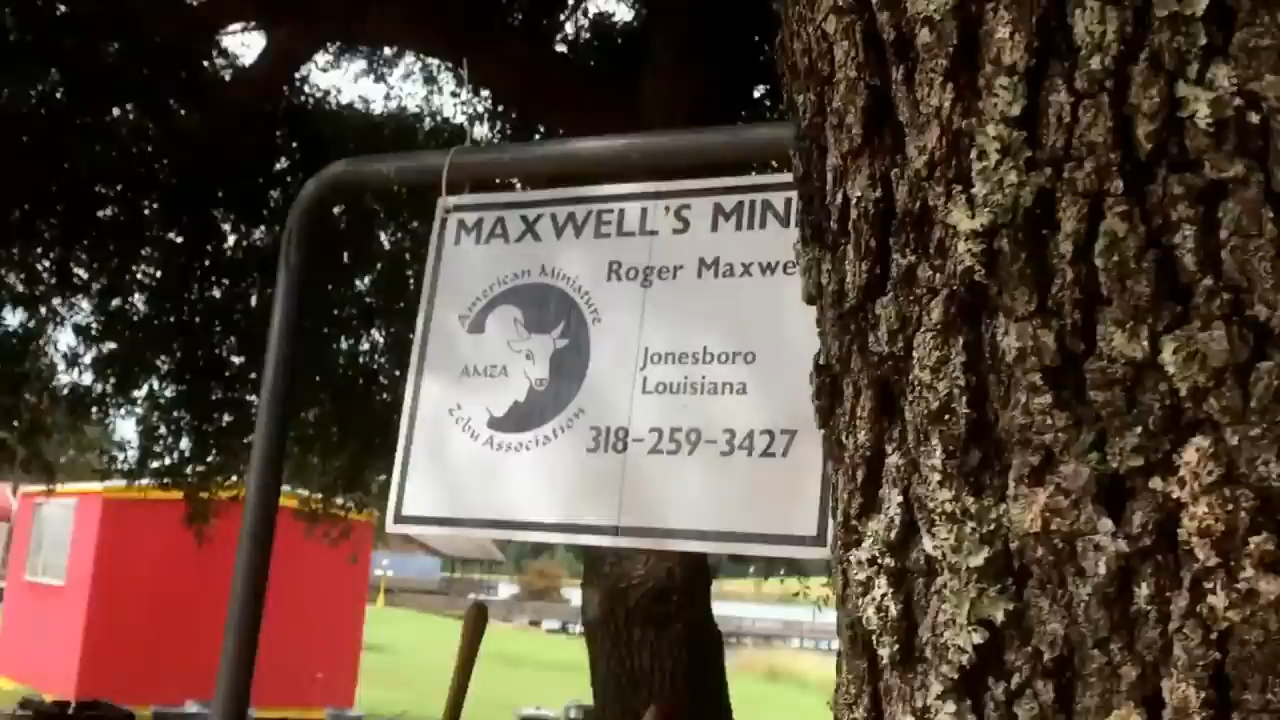 MAXWELL'S MINI
Roger Maxwe
American Miniature
AMZA
Zebu Association
Jonesboro
Louisiana
318-259-3427